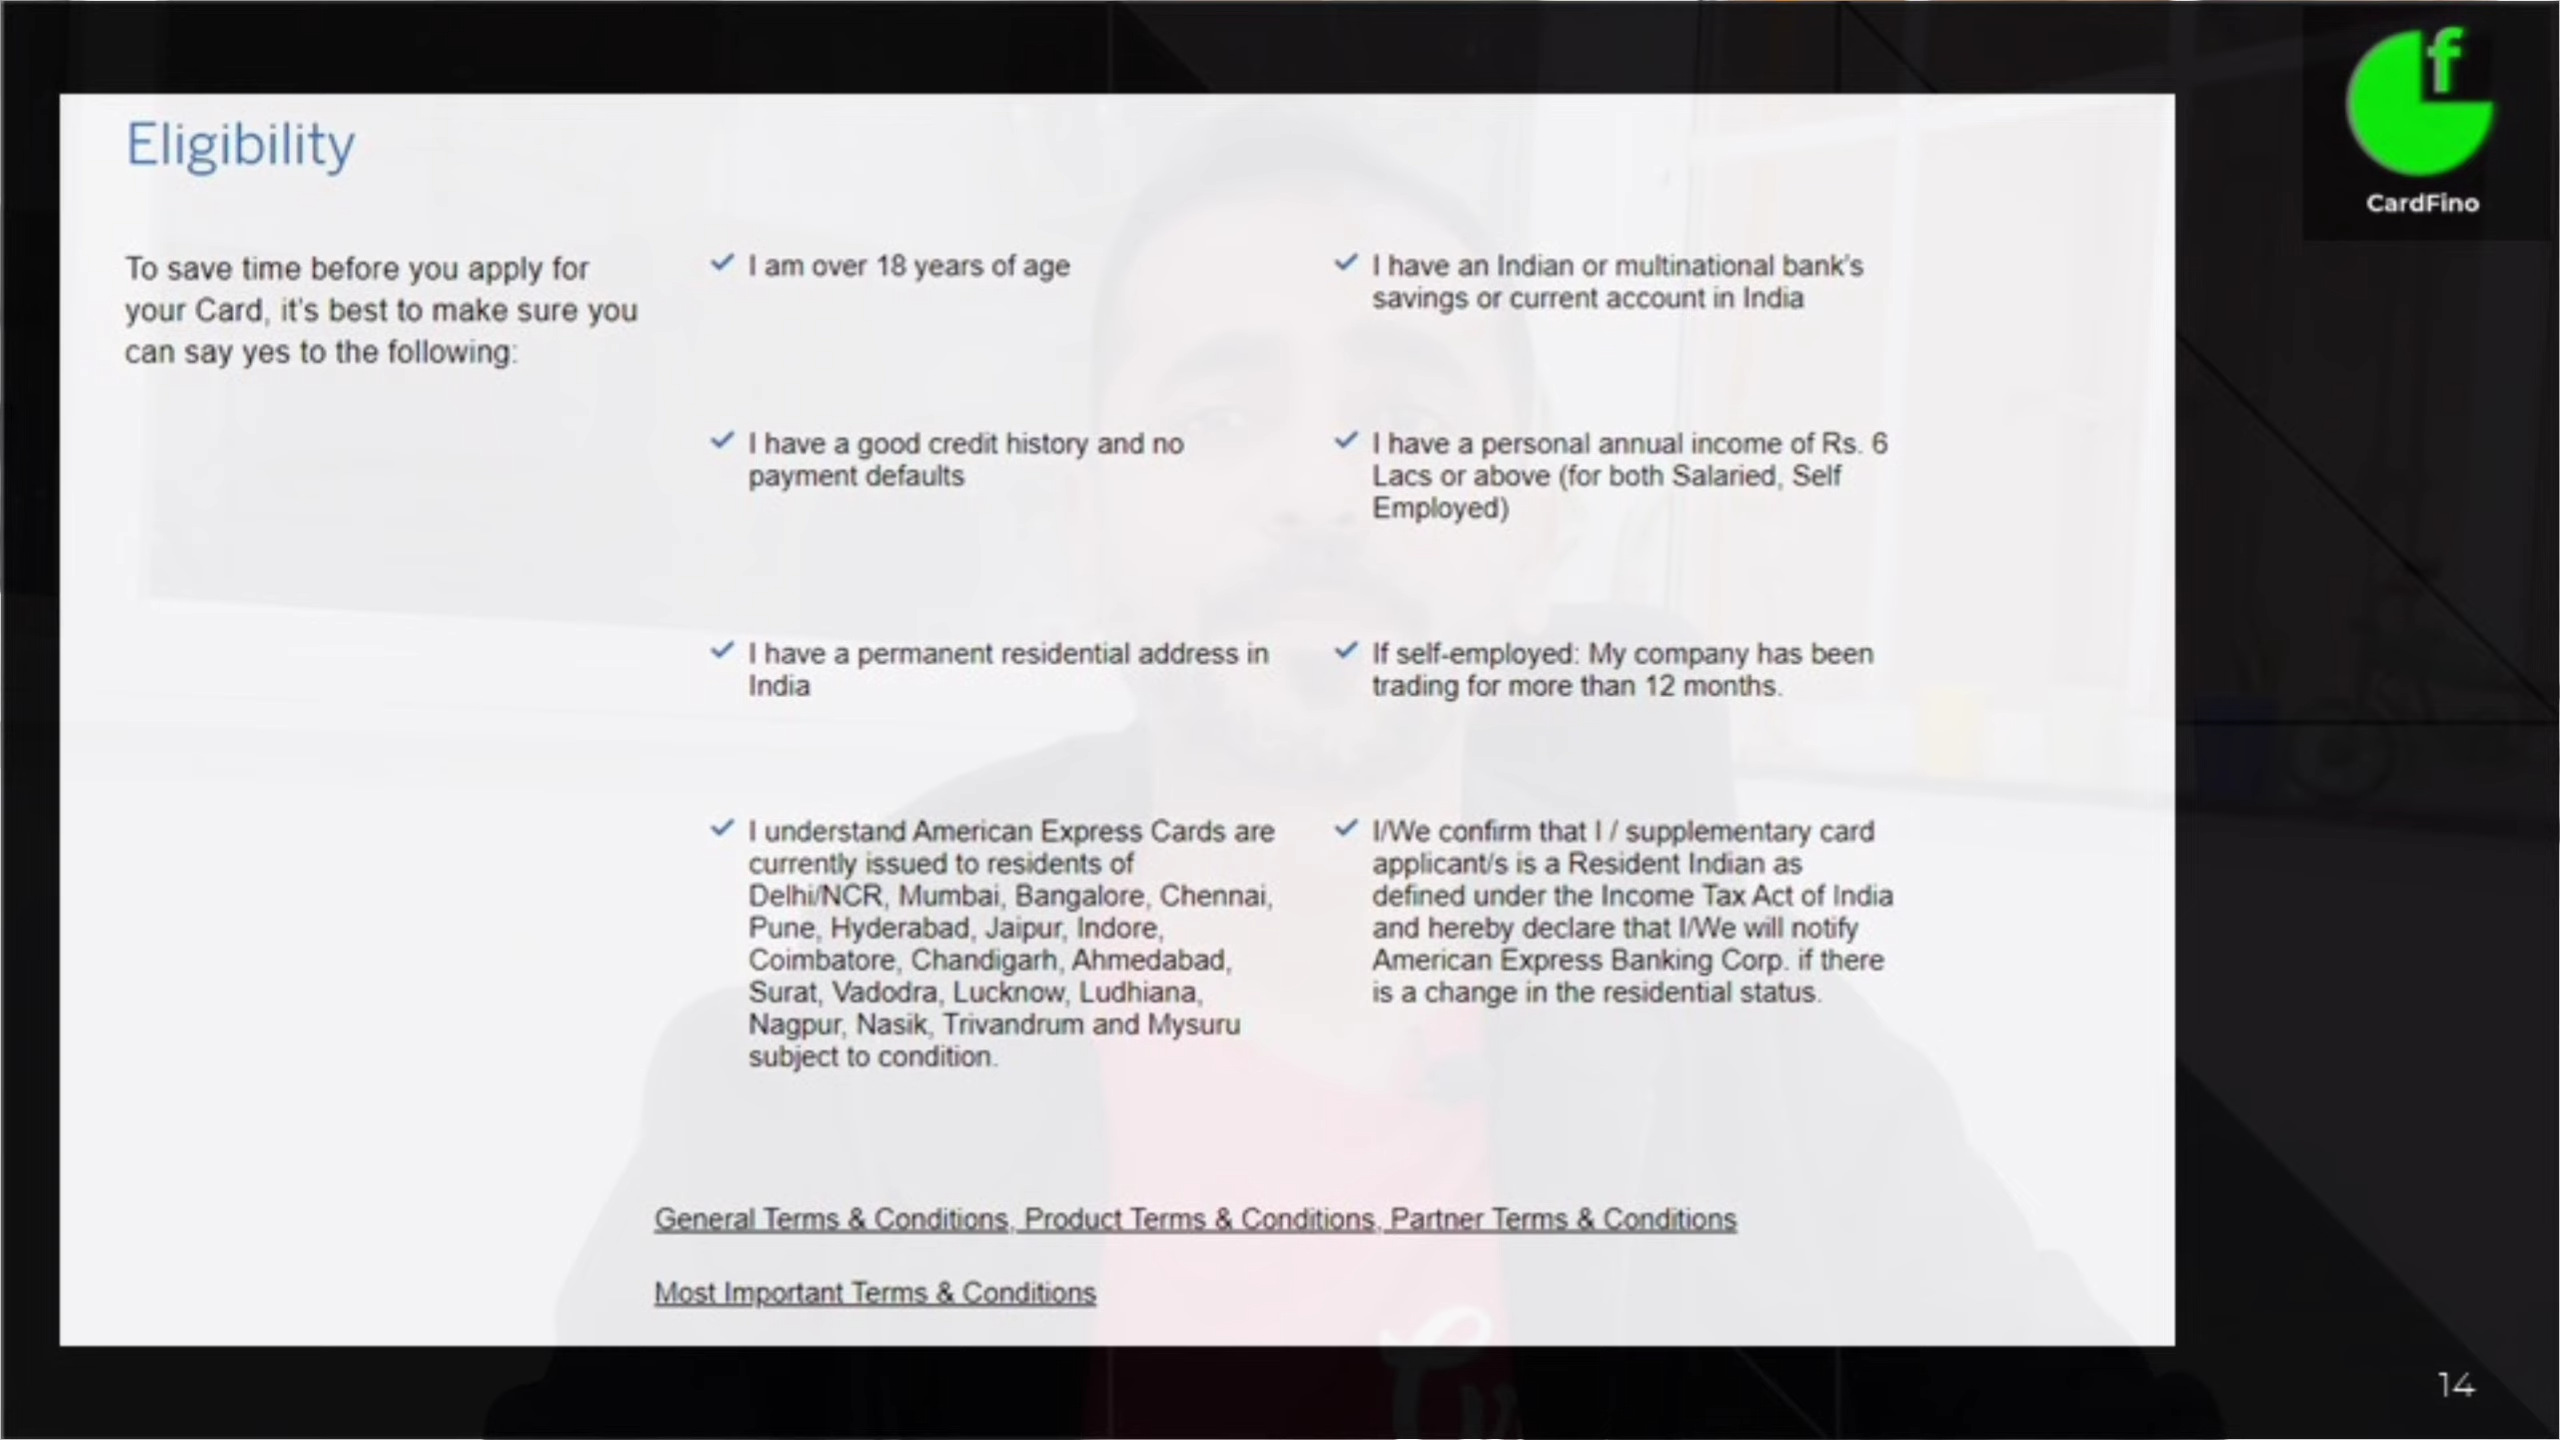 f
CardFino
Eligibility
To save time before you apply for
your Card, it's best to make sure you
can say yes to the following:
I am over 18 years of age
I have an Indian or multinational bank's
savings or current account in India
I have a good credit history and no
payment defaults
I have a personal annual income of Rs. 6
Lacs or above (for both Salaried, Self
Employed)
I have a permanent residential address in
India
If self-employed: My company has been
trading for more than 12 months.
I understand American Express Cards are
currently issued to residents of
Delhi/NCR, Mumbai, Bangalore, Chennai,
Pune, Hyderabad, Jaipur, Indore,
Coimbatore, Chandigarh, Ahmedabad,
Surat, Vadodra, Lucknow, Ludhiana,
Nagpur, Nasik, Trivandrum and Mysuru
subject to condition.
I/We confirm that I / supplementary card
applicant/s is a Resident Indian as
defined under the Income Tax Act of India
and hereby declare that I/We will notify
American Express Banking Corp. if there
is a change in the residential status.
General Terms & Conditions, Product Terms & Conditions, Partner Terms & Conditions
Most Important Terms & Conditions
14